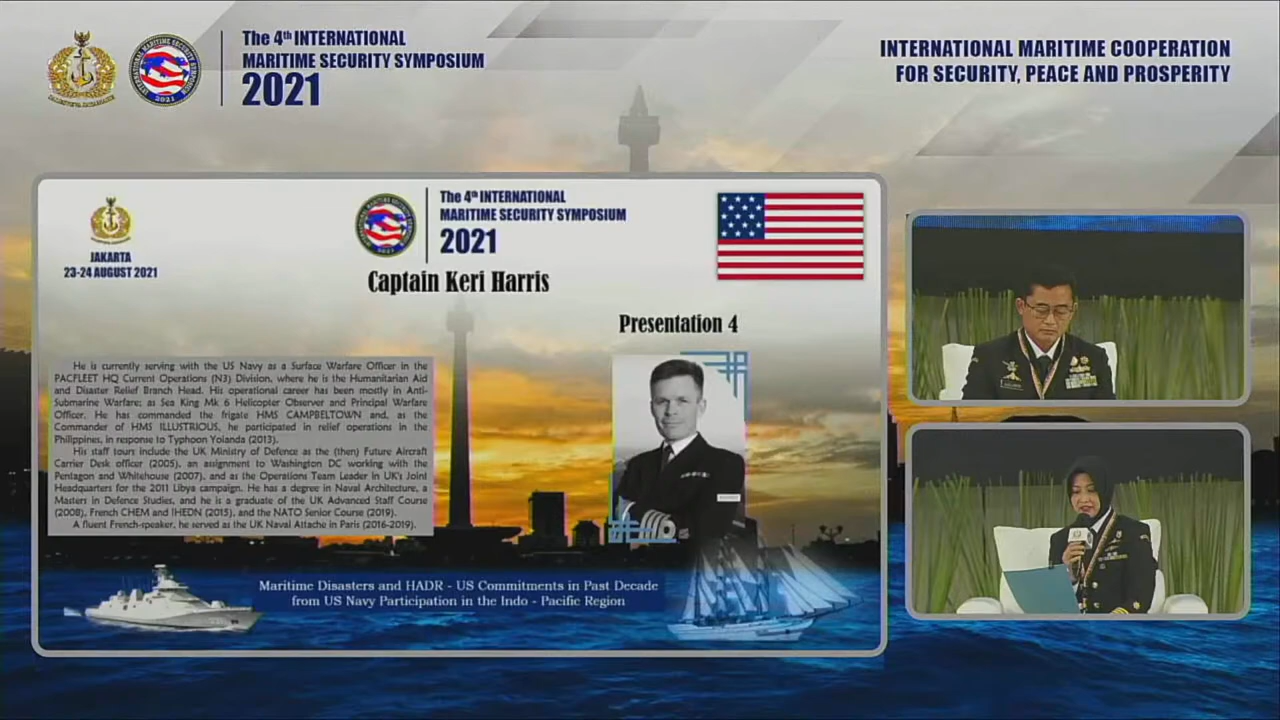 The 4th INTERNATIONAL
MARITIME SECURITY SYMPOSIUM
2021
INTERNATIONAL MARITIME COOPERATION
FOR SECURITY, PEACE AND PROSPERITY
JAKARTA
23-24 AUGUST 2021
The 4th INTERNATIONAL
MARITIME SECURITY SYMPOSIUM
2021
Captain Keri Harris
Presentation 4
He is currently serving with the US Navy as a Surface Warfare Officer in the
PACFLEET HQ Current Operations (N3) Division, where he is the Humanitarian Aid
and Disaster Relief Branch Head. His operational career has been mostly in Anti-
Submarine Warfare; as Sea King Mk 6 Helicopter Observer and Principal Warfare
Officer. He has commanded the frigate HMS CAMPBELTOWN and, as the
Commander of HMS ILLUSTRIOUS, he participated in relief operations in the
Philippines, in response to Typhoon Yolanda (2013).
His staff tours include the UK Ministry of Defence as the (then) Future Aircraft
Carrier Desk officer (2005), an assignment to Washington DC working with the
Pentagon and Whitehouse (2007), and as the Operations Team Leader in UK's Joint
Headquarters for the 2011 Libya campaign. He has a degree in Naval Architecture, a
Masters in Defence Studies, and he is a graduate of the UK Advanced Staff Course
(2008), French CHEM and IHEDN (2015), and the NATO Senior Course (2019).
A fluent French-speaker, he served as the UK Naval Attache in Paris (2016-2019).
Maritime Disasters and HADR - US Commitments in Past Decade
from US Navy Participation in the Indo - Pacific Region